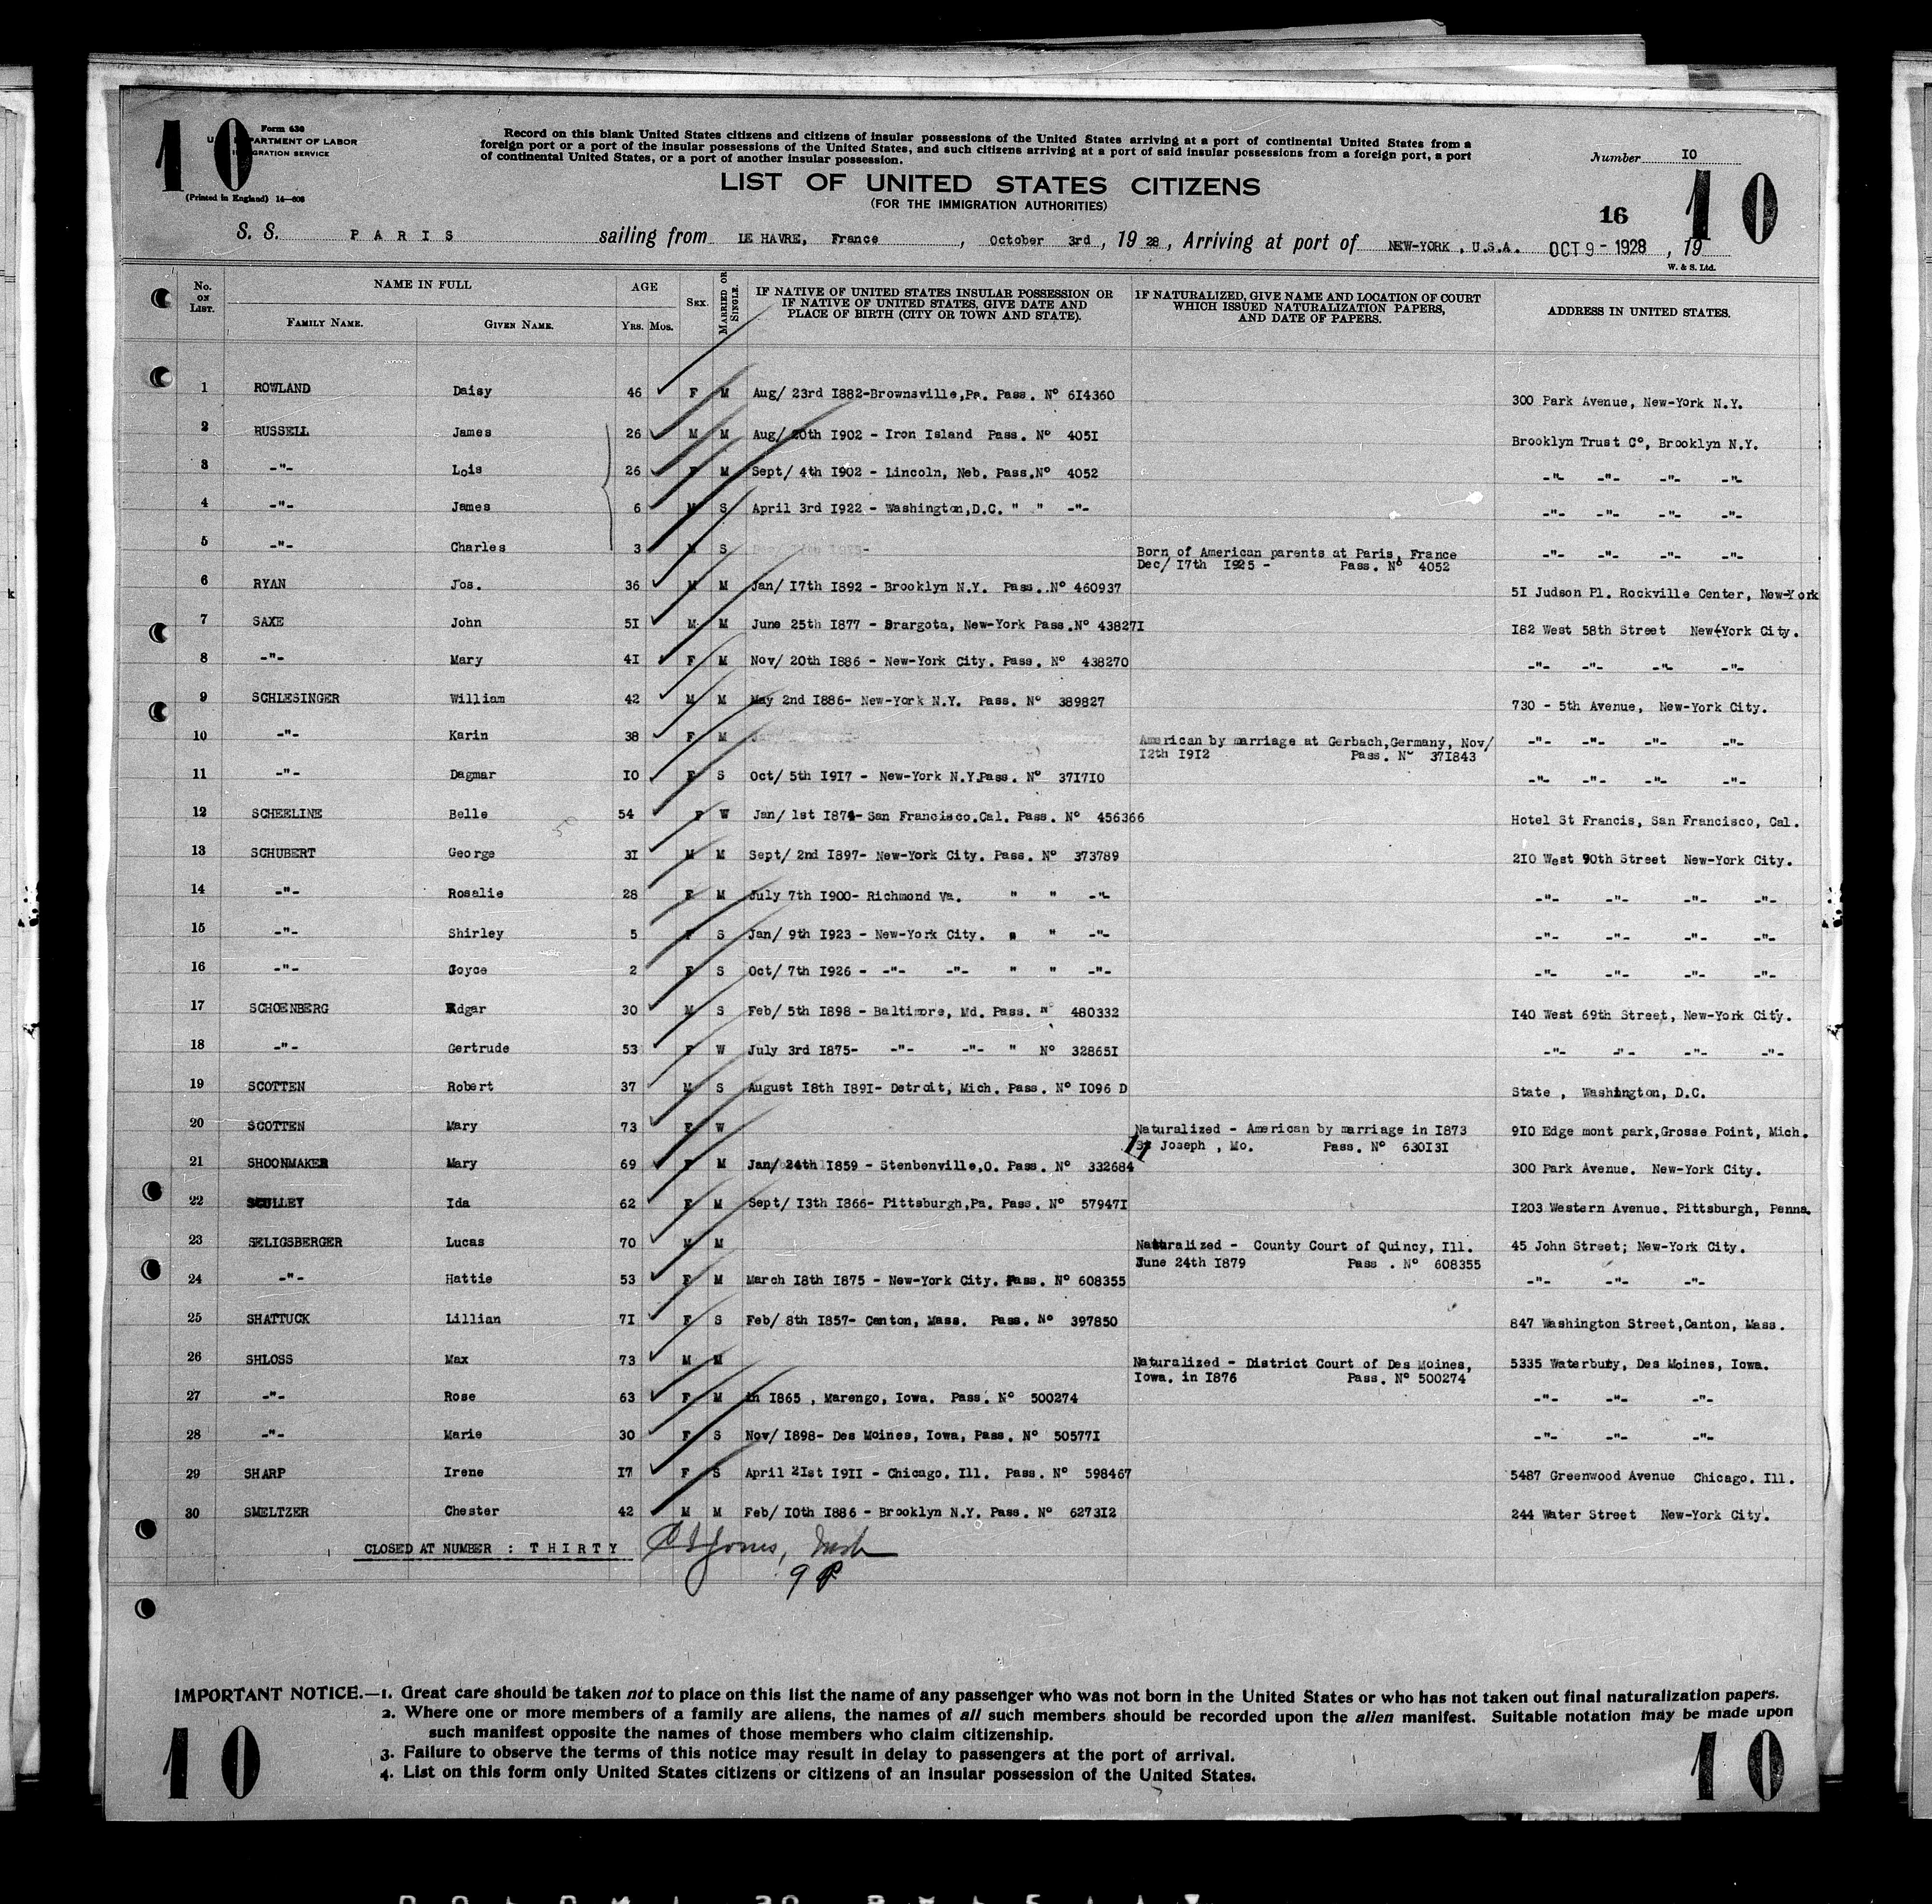 10
Form 630
DEPARTMENT OF LABOR
IMMIGRATION SERVICE
(Printed in England) 14—606
Record on this blank United States citizens and citizens of insular possessions of the United States arriving at a port of continental United States from a
foreign port or a port of the insular possessions of the United States, and such citizens arriving at a port of said insular possessions from a foreign port, a port
of continental United States, or a port of another insular possession.
Number 10
LIST OF UNITED STATES CITIZENS
(FOR THE IMMIGRATION AUTHORITIES)
16
10
S. S. PARIS sailing from LE HAVRE, France , October 3rd , 19 28 , Arriving at port of NEW-YORK , U.S.A. OCT 9 - 1928 , 19
W. & S. Ltd.
No. ON LIST. NAME IN FULL AGE SEX. MARRIED OR SINGLE. IF NATIVE OF UNITED STATES INSULAR POSSESSION OR IF NATIVE OF UNITED STATES, GIVE DATE AND PLACE OF BIRTH (CITY OR TOWN AND STATE). IF NATURALIZED, GIVE NAME AND LOCATION OF COURT WHICH ISSUED NATURALIZATION PAPERS, AND DATE OF PAPERS. ADDRESS IN UNITED STATES.
FAMILY NAME. GIVEN NAME. YRS. MOS.
1 ROWLAND Daisy 46 F M Aug/ 23rd 1882-Brownsville,Pa. Pass. Nº 614360 300 Park Avenue, New-York N.Y.
2 RUSSELL James 26 M M Aug/ 20th 1902 - Iron Island Pass. Nº 4051 Brooklyn Trust Cº, Brooklyn N.Y.
3 -"- Lois 26 F M Sept/ 4th 1902 - Lincoln, Neb. Pass.Nº 4052 -"- -"- -"- -"-
4 -"- James 6 M S April 3rd 1922 - Washington,D.C. " " -"- -"- -"- -"- -"-
5 -"- Charles 3 M S Born of American parents at Paris, France -"- -"- -"- -"-
Dec/ 17th 1925 - Pass. Nº 4052
6 RYAN Jos. 36 M M Jan/ 17th 1892 - Brooklyn N.Y. Pass..Nº 460937 51 Judson Pl. Rockville Center, New-York
7 SAXE John 51 M M June 25th 1877 - Srargota, New-York Pass.Nº 438271 182 West 58th Street New-York City.
8 -"- Mary 41 F M Nov/ 20th 1886 - New-York City. Pass. Nº 438270 -"- -"- -"- -"-
9 SCHLESINGER William 42 M M May 2nd 1886- New-York N.Y. Pass. Nº 389827 730 - 5th Avenue, New-York City.
10 -"- Karin 38 F M American by marriage at Gerbach,Germany, Nov/ -"- -"- -"- -"-
12th 1912 Pass. Nº 371843
11 -"- Dagmar 10 F S Oct/ 5th 1917 - New-York N.Y.Pass. Nº 371710 -"- -"- -"- -"-
12 SCHEELINE Belle 54 F W Jan/ 1st 1874- San Francisco.Cal. Pass. Nº 456366 Hotel St Francis, San Francisco, Cal.
50
13 SCHUBERT George 31 M M Sept/ 2nd 1897- New-York City. Pass. Nº 373789 210 West 90th Street New-York City.
14 -"- Rosalie 28 F M July 7th 1900- Richmond Va. " " -"- -"- -"- -"- -"-
15 -"- Shirley 5 F S Jan/ 9th 1923 - New-York City. " " -"- -"- -"- -"- -"-
16 -"- Joyce 2 F S Oct/ 7th 1926 - -"- -"- " " -"- -"- -"- -"- -"-
17 SCHOENBERG Edgar 30 M S Feb/ 5th 1898 - Baltimore, Md. Pass. Nº 480332 140 West 69th Street, New-York City.
18 -"- Gertrude 53 F W July 3rd 1875- -"- -"- " Nº 328651 -"- -"- -"- -"-
19 SCOTTEN Robert 37 M S August 18th 1891- Detroit, Mich. Pass. Nº 1096 D State , Washington, D.C.
20 SCOTTEN Mary 73 F W Naturalized - American by marriage in 1873 910 Edge mont park,Grosse Point, Mich.
St Joseph , Mo. Pass. Nº 630131
21 SHOONMAKER Mary 69 F M Jan/ 24th 1859 - Stenbenville,O. Pass. Nº 332684 300 Park Avenue. New-York City.
22 SCULLEY Ida 62 F M Sept/ 13th 1866- Pittsburgh,Pa. Pass. Nº 579471 1203 Western Avenue. Pittsburgh, Penna.
23 SELIGSBERGER Lucas 70 M M Naturalized - County Court of Quincy, Ill. 45 John Street; New-York City.
June 24th 1879 Pass . Nº 608355
24 -"- Hattie 53 F M March 18th 1875 - New-York City. Pass. Nº 608355 -"- -"- -"-
25 SHATTUCK Lillian 71 F S Feb/ 8th 1857- Canton, Mass. Pass. Nº 397850 847 Washington Street,Canton, Mass.
26 SHLOSS Max 73 M M Naturalized - District Court of Des Moines, 5335 Waterbury, Des Moines, Iowa.
Iowa. in 1876 Pass. Nº 500274
27 -"- Rose 63 F M in 1865 , Marengo, Iowa. Pass. Nº 500274 -"- -"- -"-
28 -"- Marie 30 F S Nov/ 1898- Des Moines, Iowa, Pass. Nº 505771 -"- -"- -"-
29 SHARP Irene 17 F S April 21st 1911 - Chicago. Ill. Pass. Nº 598467 5487 Greenwood Avenue Chicago. Ill.
30 SMELTZER Chester 42 M M Feb/ 10th 1886 - Brooklyn N.Y. Pass. Nº 627312 244 Water Street New-York City.
CLOSED AT NUMBER : THIRTY
IMPORTANT NOTICE.—1. Great care should be taken not to place on this list the name of any passenger who was not born in the United States or who has not taken out final naturalization papers.
2. Where one or more members of a family are aliens, the names of all such members should be recorded upon the alien manifest. Suitable notation may be made upon
such manifest opposite the names of those members who claim citizenship.
3. Failure to observe the terms of this notice may result in delay to passengers at the port of arrival.
4. List on this form only United States citizens or citizens of an insular possession of the United States.
10
10